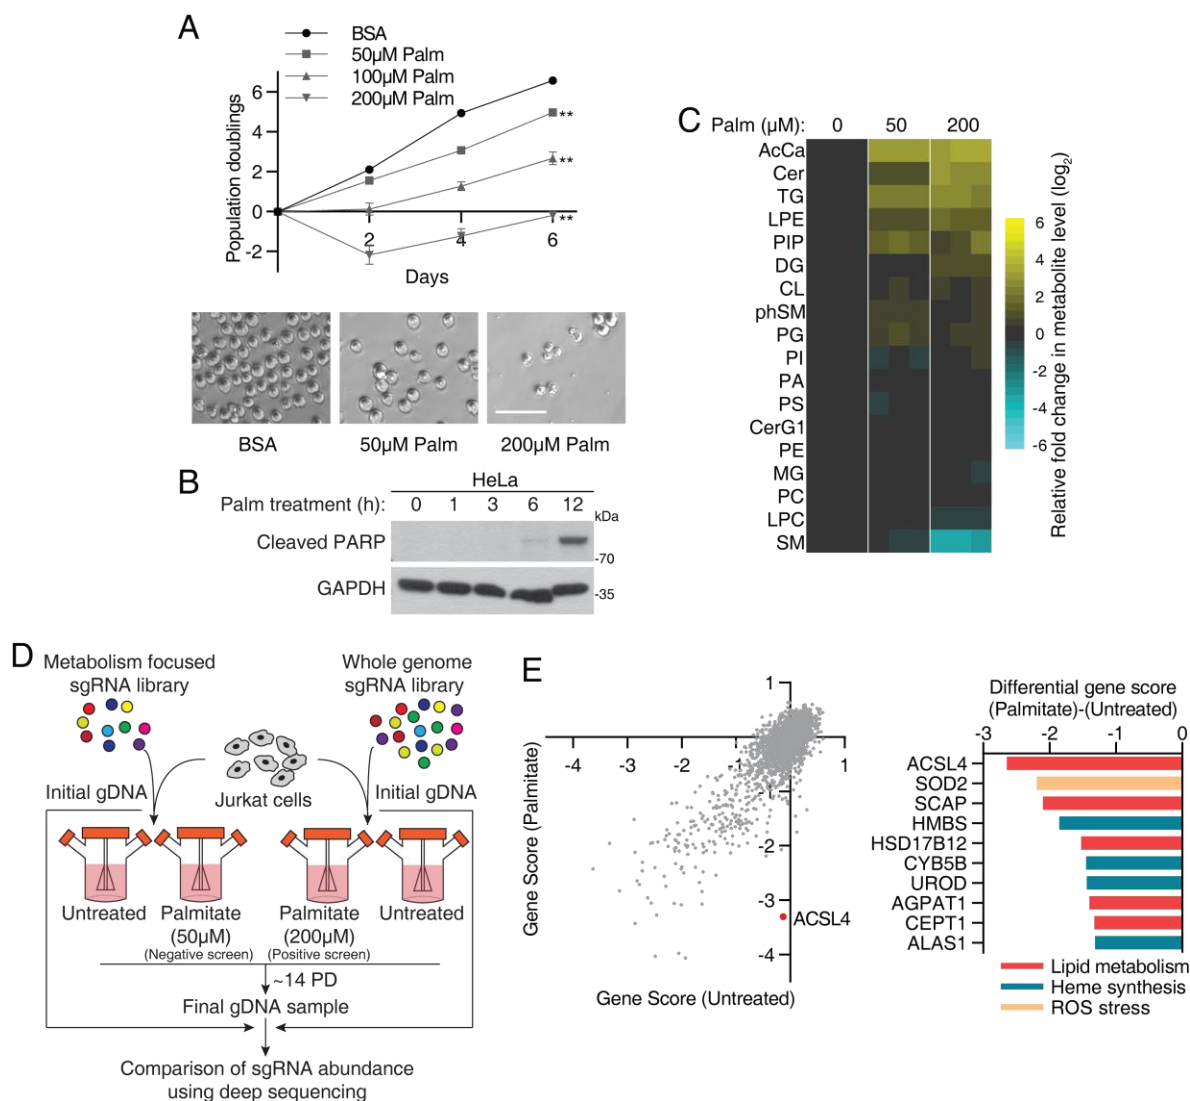 A
BSA
50µM Palm
100µM Palm
200µM Palm
Population doublings
6
4
2
0
-2
2
4
6
**
**
**
Days
BSA
50µM Palm
200µM Palm
B
HeLa
Palm treatment (h):
0 1 3 6 12
kDa
Cleaved PARP
-70
GAPDH
-35
C
Palm (µM): 0 50 200
AcCa
Cer
TG
LPE
PIP
DG
CL
phSM
PG
PI
PA
PS
CerG1
PE
MG
PC
LPC
SM
6
4
2
0
-2
-4
-6
Relative fold change in metabolite level (log2)
D
Metabolism focused
sgRNA library
Whole genome
sgRNA library
Initial gDNA
Jurkat cells
Initial gDNA
Untreated
Palmitate
(50µM)
(Negative screen)
Palmitate
(200µM)
(Positive screen)
Untreated
~14 PD
Final gDNA sample
Comparison of sgRNA abundance
using deep sequencing
E
Gene Score (Palmitate)
1
-4 -3 -2 -1 1
-1
-2
-3
-4
ACSL4
Gene Score (Untreated)
Differential gene score
(Palmitate)-(Untreated)
-3 -2 -1 0
ACSL4
SOD2
SCAP
HMBS
HSD17B12
CYB5B
UROD
AGPAT1
CEPT1
ALAS1
Lipid metabolism
Heme synthesis
ROS stress